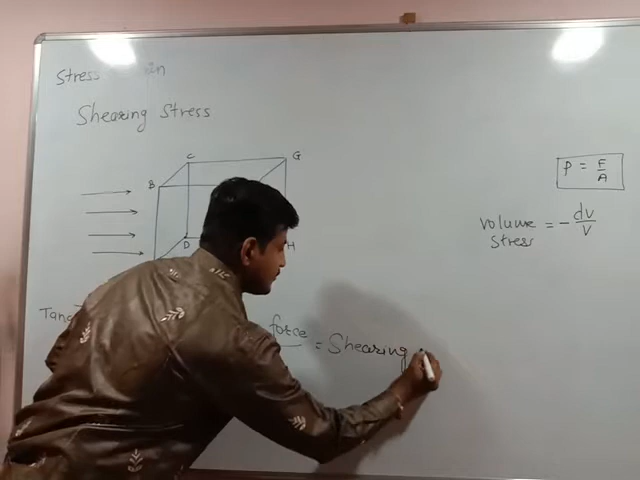 Stress
Shearing Stress
C
G
B
D
H
P = F/A
Volume Stress = - dv/v
force = Shearing